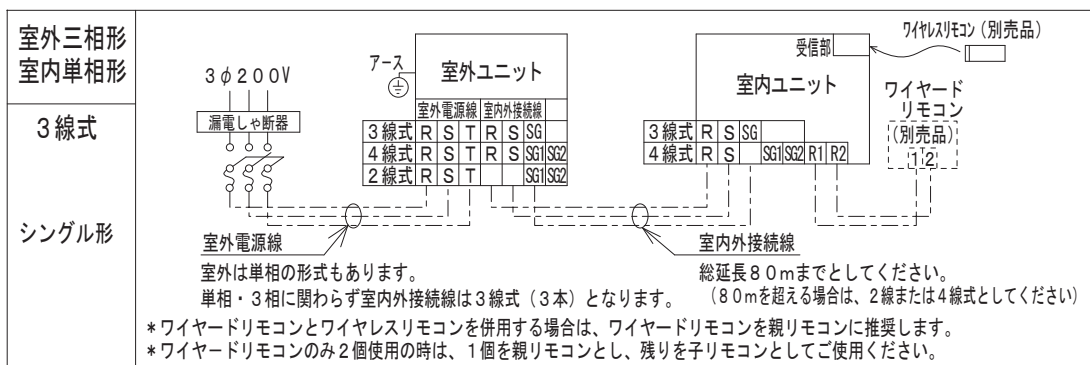 室外三相形
室内単相形
3線式
シングル形
3φ200V
漏電しゃ断器
アース
室外ユニット
室外電源線 室内外接続線
3線式 R S T R S SG
4線式 R S T R S SG1 SG2
2線式 R S T SG1 SG2
受信部
室内ユニット
3線式 R S SG
4線式 R S SG1 SG2 R1 R2
ワイヤレスリモコン(別売品)
ワイヤード
リモコン
(別売品)
1 2
室外電源線
室外は単相の形式もあります。
単相・3相に関わらず室内外接続線は3線式(3本)となります。
室内外接続線
総延長80mまでとしてください。
(80mを超える場合は、2線または4線式としてください)
*ワイヤードリモコンとワイヤレスリモコンを併用する場合は、ワイヤードリモコンを親リモコンに推奨します。
*ワイヤードリモコンのみ2個使用の時は、1個を親リモコンとし、残りを子リモコンとしてご使用ください。